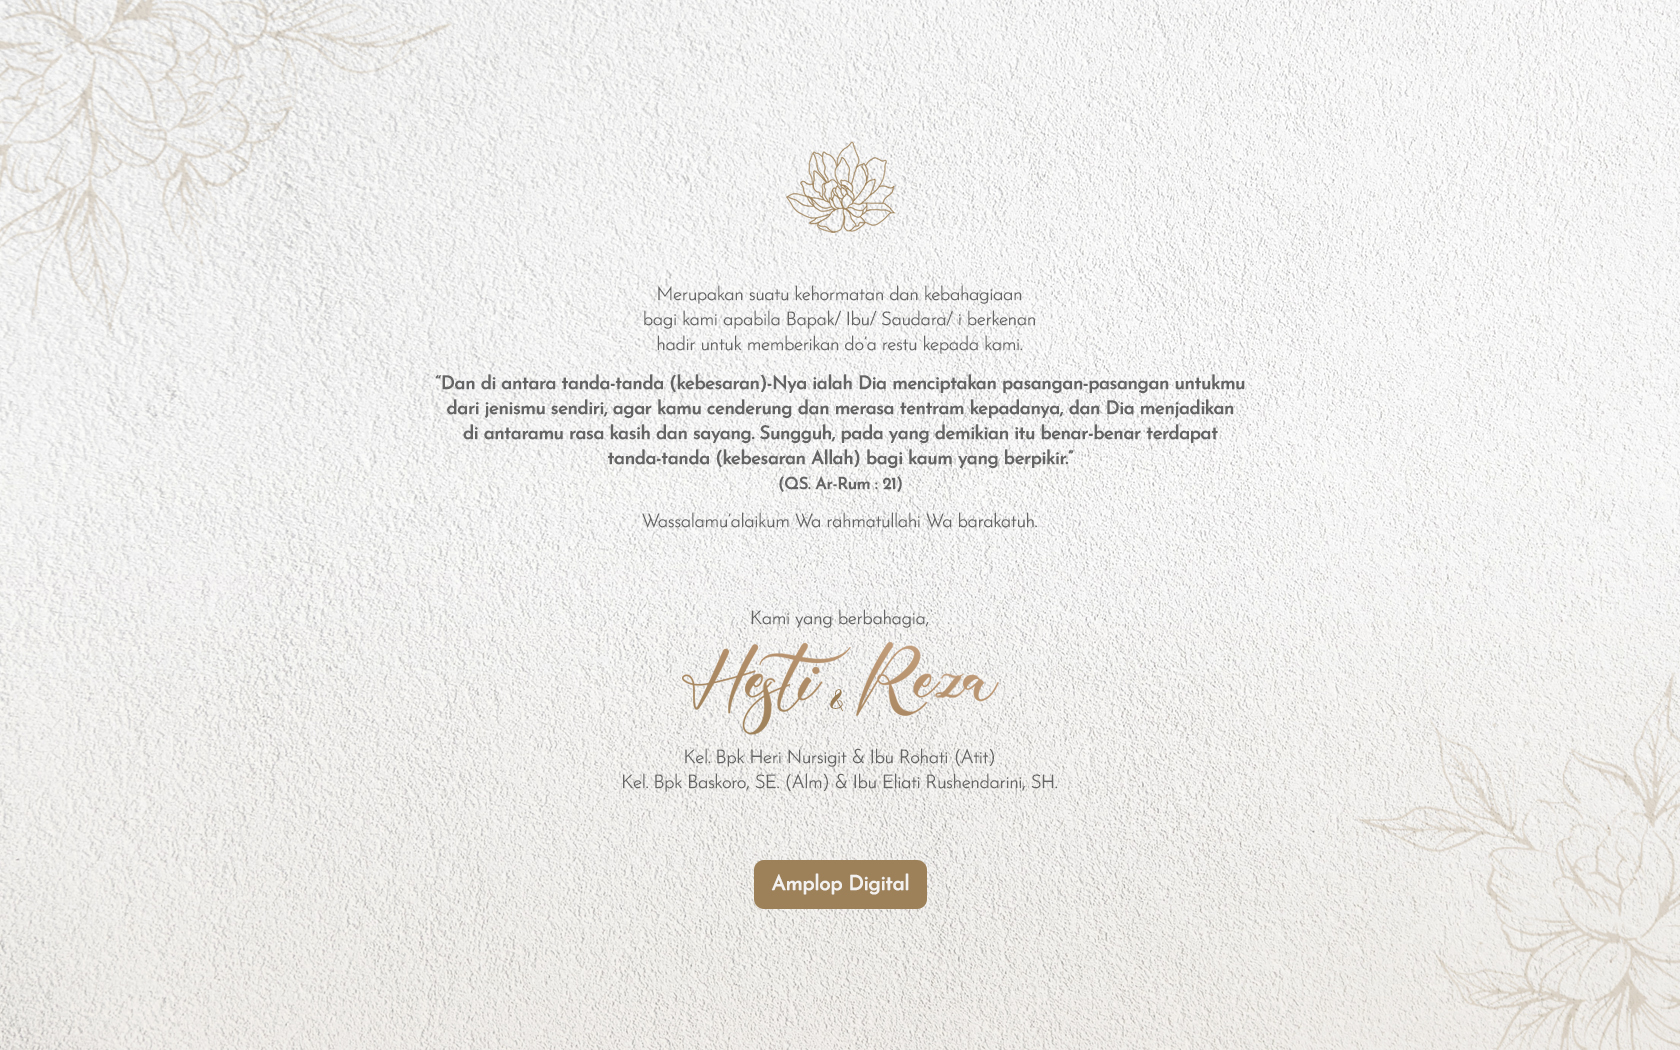 Merupakan suatu kehormatan dan kebahagiaan
bagi kami apabila Bapak/ Ibu/ Saudara/ i berkenan
hadir untuk memberikan do'a restu kepada kami.
“Dan di antara tanda-tanda (kebesaran)-Nya ialah Dia menciptakan pasangan-pasangan untukmu
dari jenismu sendiri, agar kamu cenderung dan merasa tentram kepadanya, dan Dia menjadikan
di antaramu rasa kasih dan sayang. Sungguh, pada yang demikian itu benar-benar terdapat
tanda-tanda (kebesaran Allah) bagi kaum yang berpikir.”
(QS. Ar-Rum : 21)
Wassalamu'alaikum Wa rahmatullahi Wa barakatuh.
Kami yang berbahagia,
Hesti & Reza
Kel. Bpk Heri Nursigit & Ibu Rohati (Atit)
Kel. Bpk Baskoro, SE. (Alm) & Ibu Eliati Rushendarini, SH.
Amplop Digital